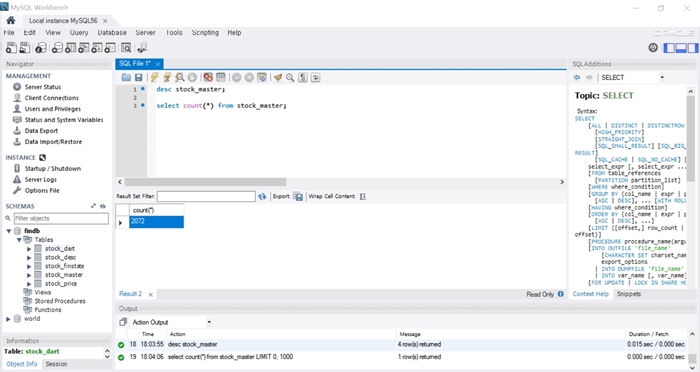 MySQL Workbench
Local instance MySQL56 ×
File Edit View Query Database Server Tools Scripting Help
ORACLE
Navigator
MANAGEMENT
Server Status
Client Connections
Users and Privileges
Status and System Variables
Data Export
Data Import/Restore
INSTANCE
Startup / Shutdown
Server Logs
Options File
SCHEMAS
Filter objects
findb
Tables
stock_dart
stock_desc
stock_finstate
stock_master
stock_price
Views
Stored Procedures
Functions
world
Information
Table: stock_dart
Object Info Session
SQL File 1* ×
1 desc stock_master;
2
3 select count(*) from stock_master;
Result Set Filter: Export: Wrap Cell Content:
count(*)
2072
Result 2 × Read Only
Output
Action Output
Time Action Message Duration / Fetch
18 18:03:55 desc stock_master 4 row(s) returned 0.015 sec / 0.000 sec
19 18:04:06 select count(*) from stock_master LIMIT 0, 1000 1 row(s) returned 0.000 sec / 0.000 sec
SQLAdditions
SELECT
Topic: SELECT
Syntax:
SELECT
[ALL | DISTINCT | DISTINCTROW
[HIGH_PRIORITY]
[STRAIGHT_JOIN]
[SQL_SMALL_RESULT] [SQL_BIG_
RESULT]
[SQL_CACHE | SQL_NO_CACHE] [
select_expr [, select_expr ...
[FROM table_references
[PARTITION partition_list]
[WHERE where_condition]
[GROUP BY {col_name | expr | p
[ASC | DESC], ... [WITH ROLL
[HAVING where_condition]
[ORDER BY {col_name | expr | p
[ASC | DESC], ...]
[LIMIT {[offset,] row_count |
offset}]
[PROCEDURE procedure_name(argu
[INTO OUTFILE 'file_name'
[CHARACTER SET charset_nam
export_options
| INTO DUMPFILE 'file_name'
| INTO var_name [, var_name]
[FOR UPDATE | LOCK IN SHARE MO
Context Help Snippets